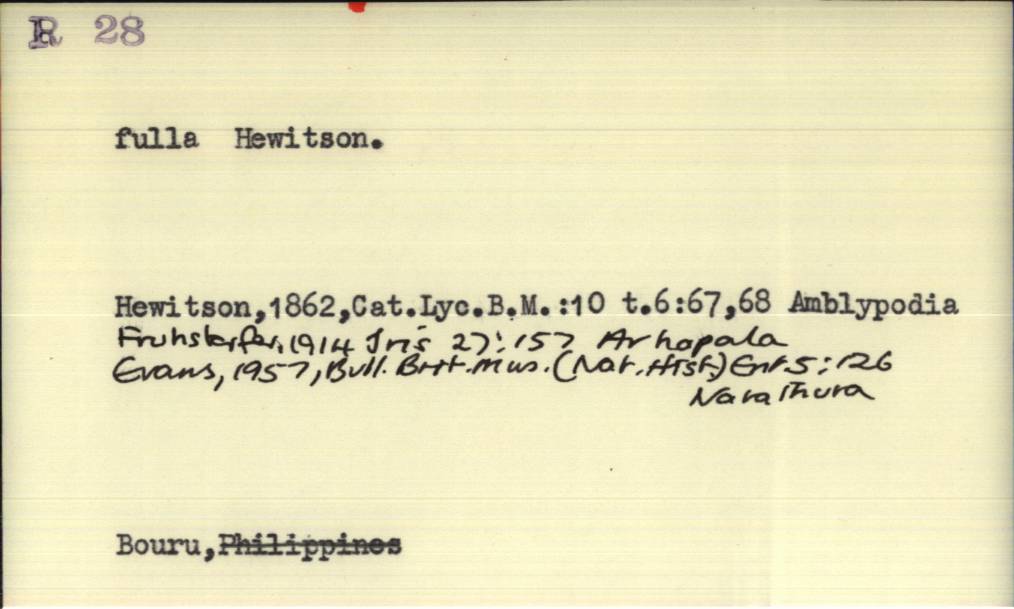 R 28
fulla Hewitson.
Hewitson,1862,Cat.Lyc.B.M.:10 t.6:67,68 Amblypodia
Fruhstorfer, 1914 Iris 27:157 Arhopala
Evans, 1957, Bull. Brit. Mus. (Nat. Hist.) Ent. 5: 126
Narathura
Bouru,Philippines